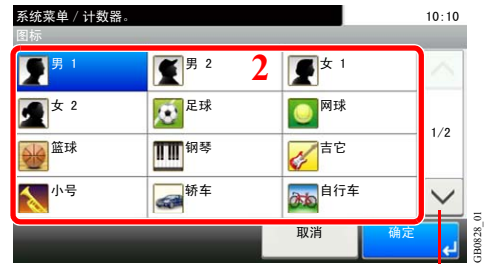 系统菜单 / 计数器。 10:10
图标
男 1 男 2 2 女 1
女 2 足球 网球
1/2
篮球 钢琴 吉它
小号 轿车 自行车
取消 确定
GB0828_01